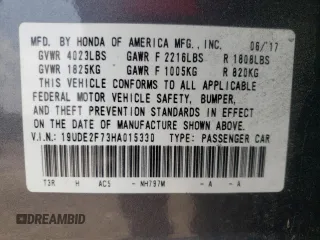 MFD. BY HONDA OF AMERICA MFG., INC. 06/17
GVWR 4023LBS GAWR F 2216LBS R 1808LBS
GVWR 1825KG GAWR F 1005KG R 820KG
THIS VEHICLE CONFORMS TO ALL APPLICABLE
FEDERAL MOTOR VEHICLE SAFETY, BUMPER,
AND THEFT PREVENTION STANDARDS IN EFFECT
ON THE DATE OF MANUFACTURE SHOWN ABOVE.
V.I.N.: 19UDE2F73HA015330 TYPE: PASSENGER CAR
T3R H AC5 - NH797M - A - A
DREAMBID